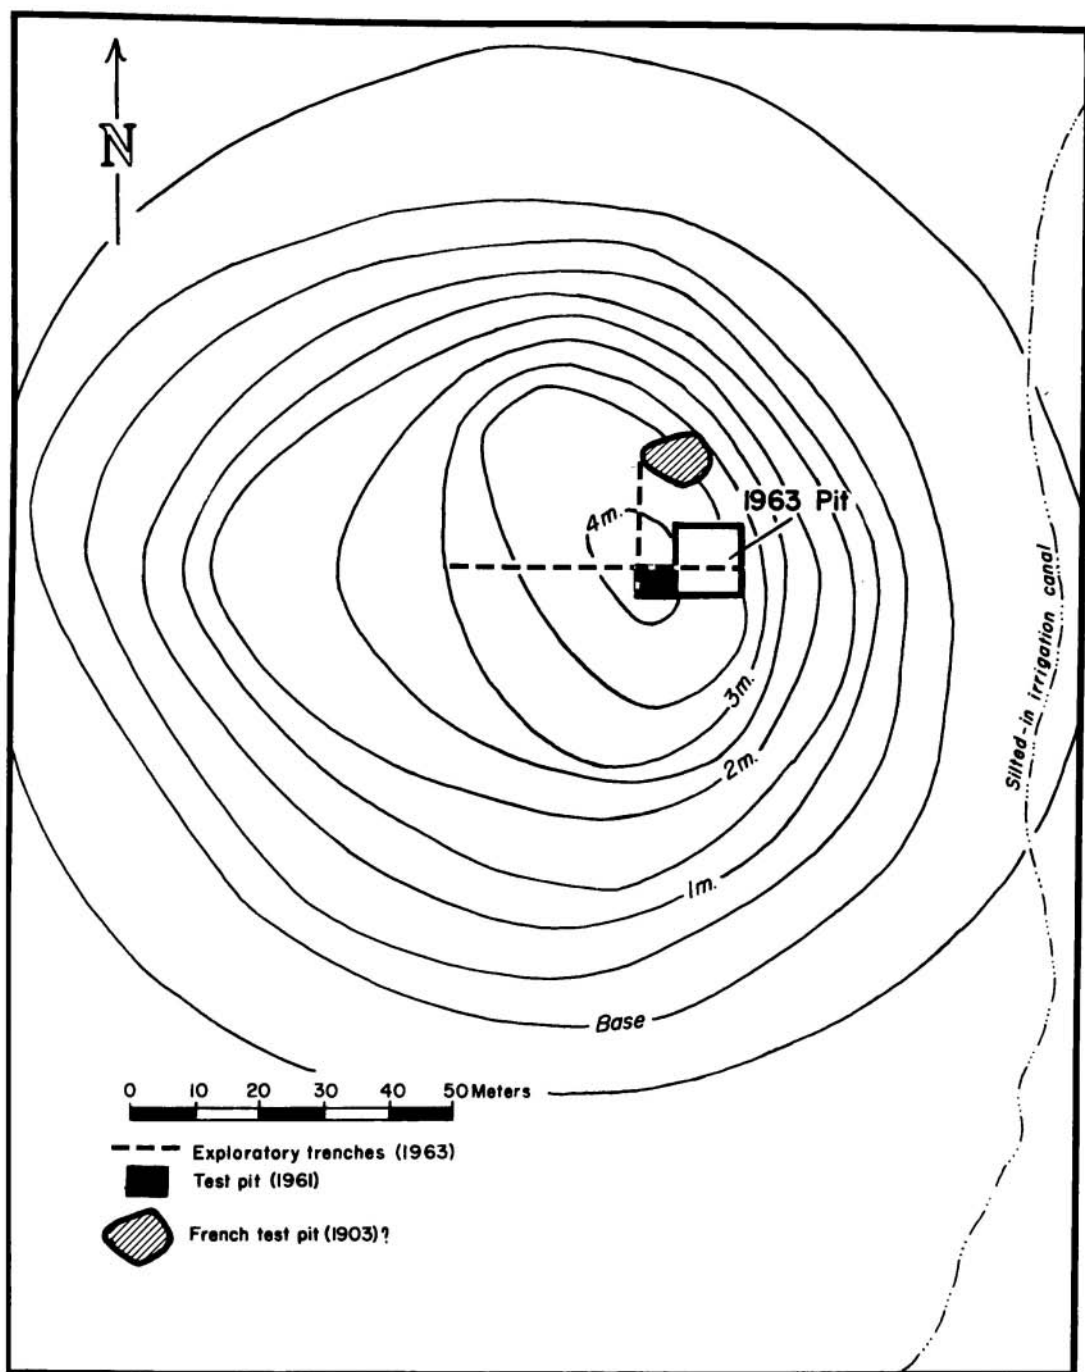 N
4m.
1963 Pit
3m.
2m.
1m.
Base
Silted-in irrigation canal
0 10 20 30 40 50 Meters
Exploratory trenches (1963)
Test pit (1961)
French test pit (1903)?